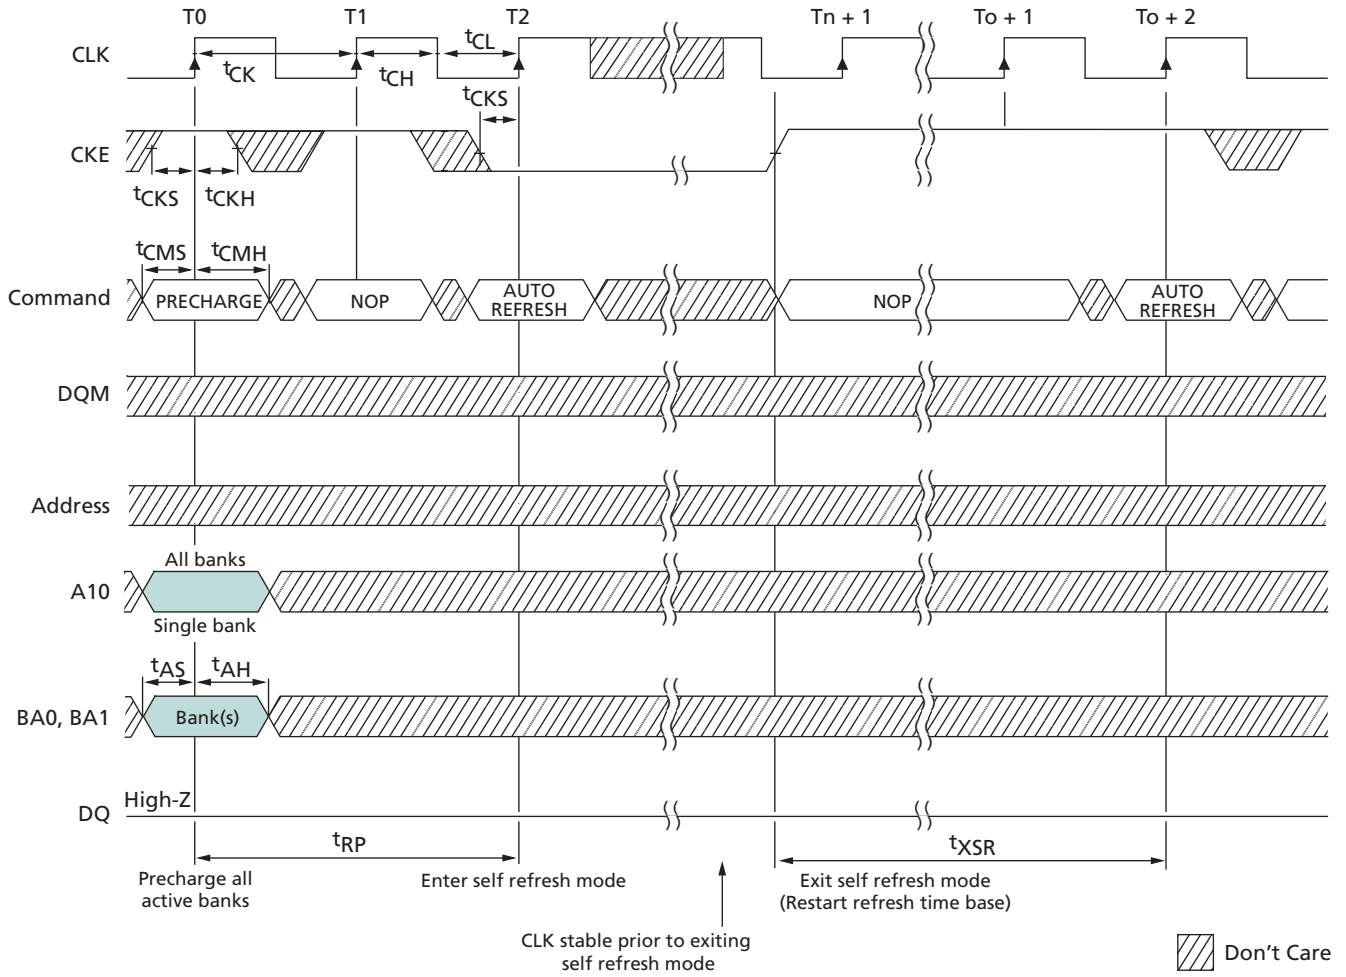 T0 T1 T2 Tn + 1 To + 1 To + 2
CLK
tCK tCH tCL
tCKS
CKE
tCKS tCKH
tCMS tCMH
Command PRECHARGE NOP AUTO REFRESH NOP AUTO REFRESH
DQM
Address
All banks
A10
Single bank
tAS tAH
BA0, BA1 Bank(s)
High-Z
DQ
tRP tXSR
Precharge all
active banks
Enter self refresh mode
Exit self refresh mode
(Restart refresh time base)
CLK stable prior to exiting
self refresh mode
Don't Care